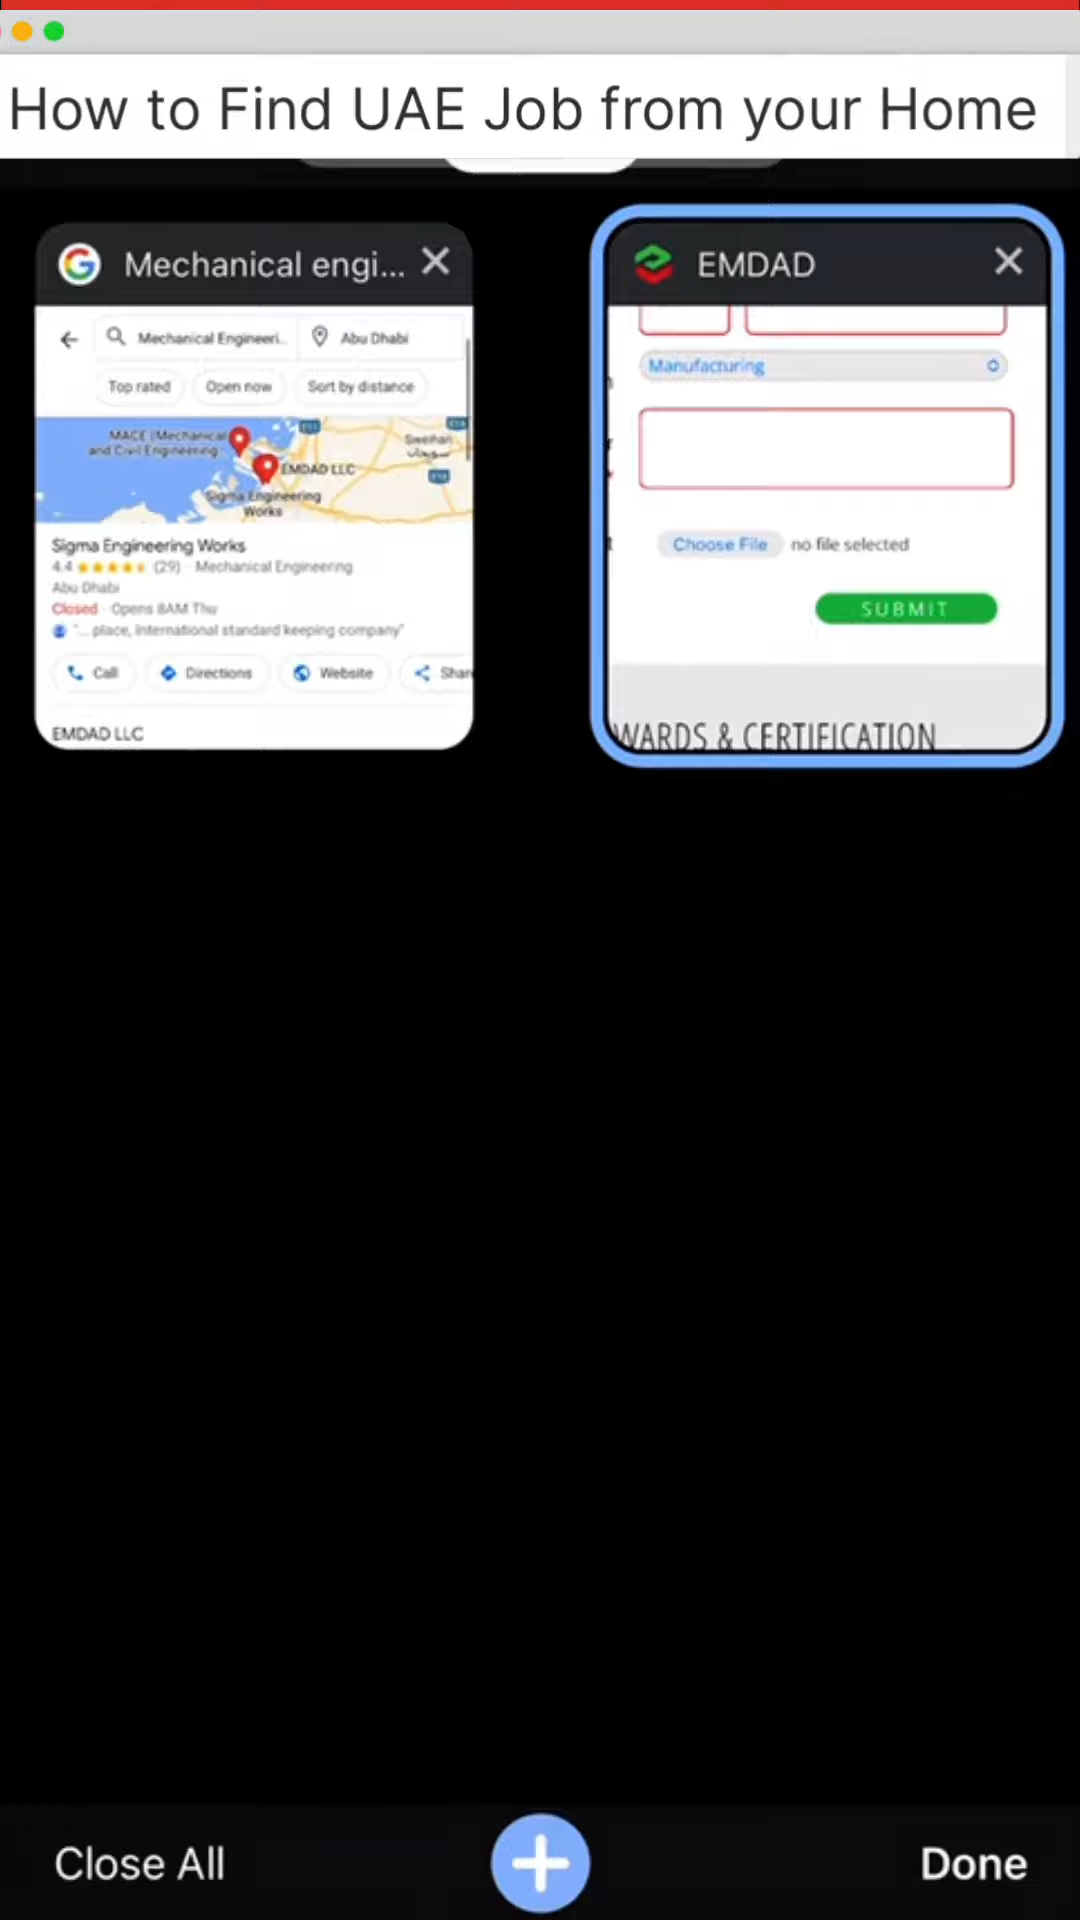 How to Find UAE Job from your Home
Mechanical engi...
Mechanical Engineeri..
Abu Dhabi
Top rated
Open now
Sort by distance
MACE (Mechanical
and Civil Engineering
Sweihan
سويحان
EMDAD LLC
Sigma Engineering
Works
Sigma Engineering Works
4.4 (29) · Mechanical Engineering
Abu Dhabi
Closed · Opens 8AM Thu
"... place, International standard keeping company"
Call
Directions
Website
Shar
EMDAD LLC
EMDAD
Manufacturing
Choose File no file selected
SUBMIT
WARDS & CERTIFICATION
Close All
Done